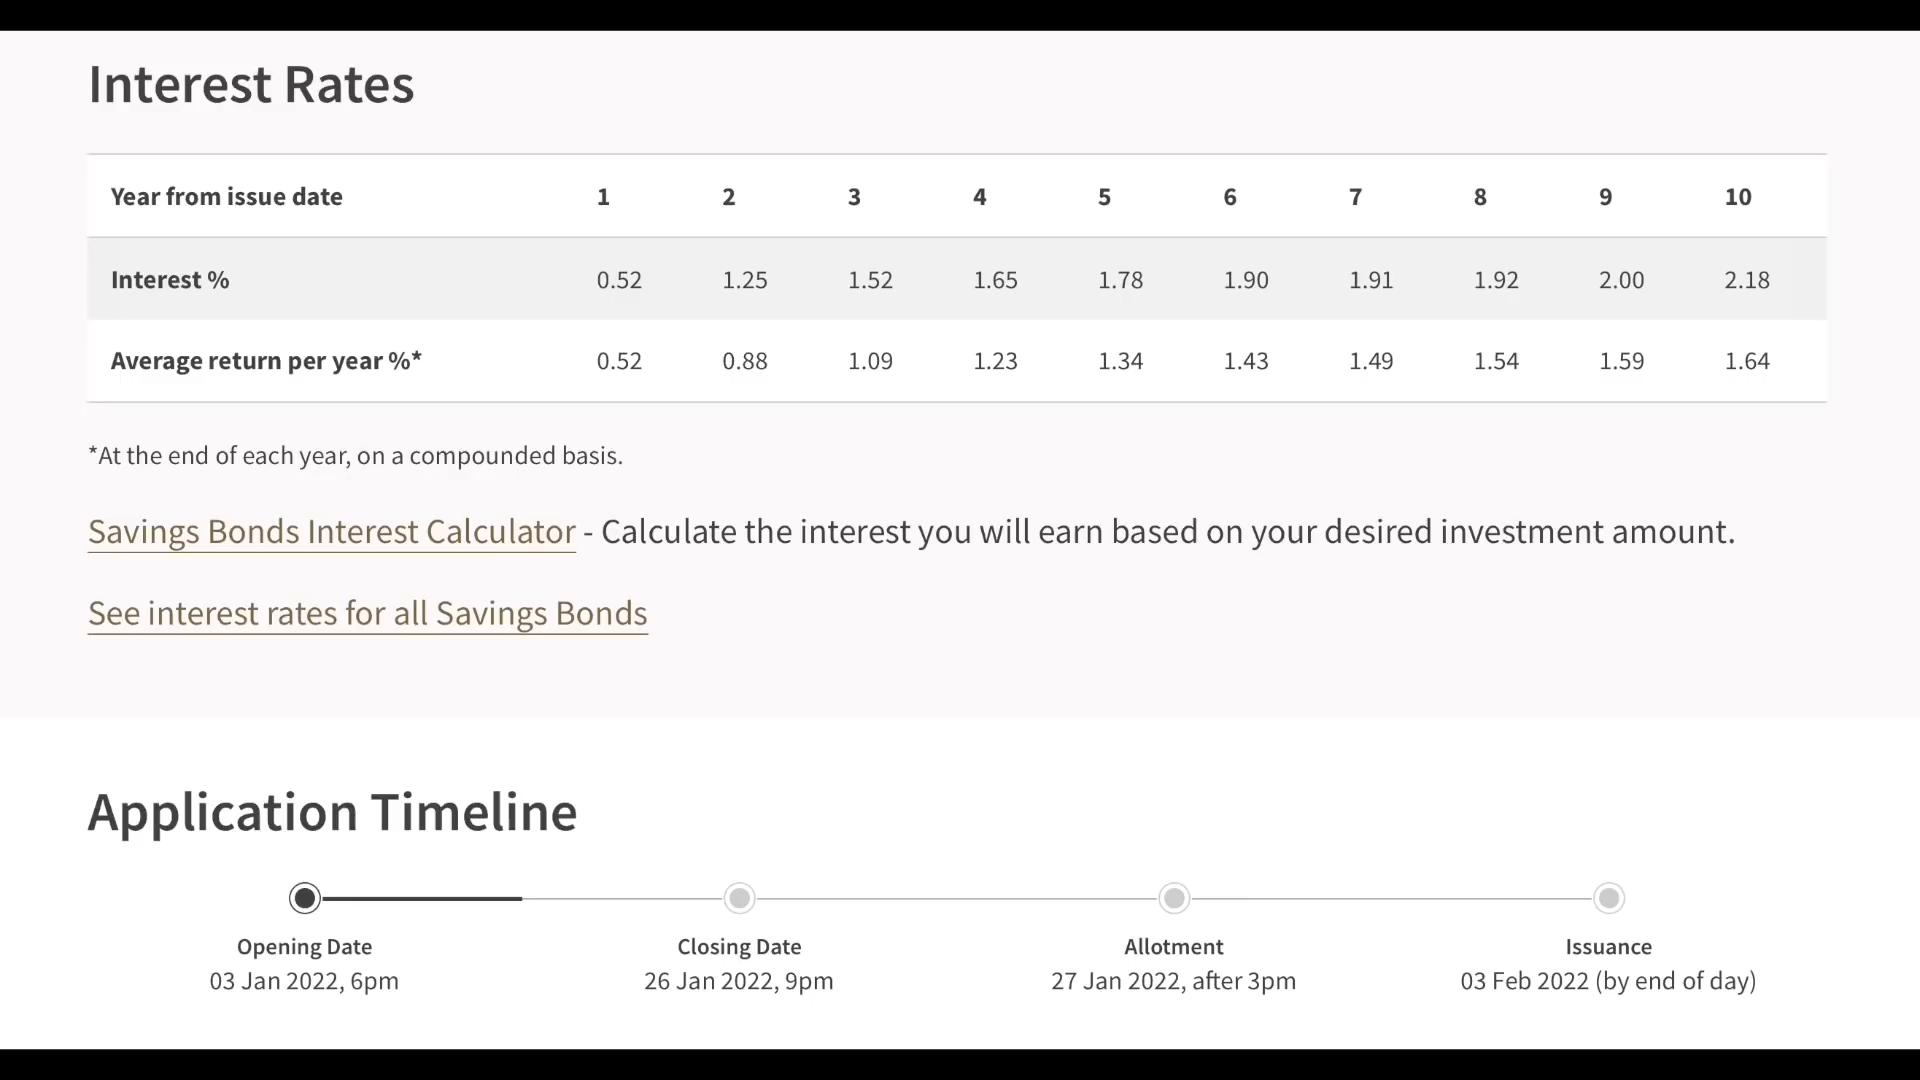 Interest Rates
Year from issue date 1 2 3 4 5 6 7 8 9 10
Interest % 0.52 1.25 1.52 1.65 1.78 1.90 1.91 1.92 2.00 2.18
Average return per year %* 0.52 0.88 1.09 1.23 1.34 1.43 1.49 1.54 1.59 1.64
*At the end of each year, on a compounded basis.
Savings Bonds Interest Calculator - Calculate the interest you will earn based on your desired investment amount.
See interest rates for all Savings Bonds
Application Timeline
Opening Date Closing Date Allotment Issuance
03 Jan 2022, 6pm 26 Jan 2022, 9pm 27 Jan 2022, after 3pm 03 Feb 2022 (by end of day)